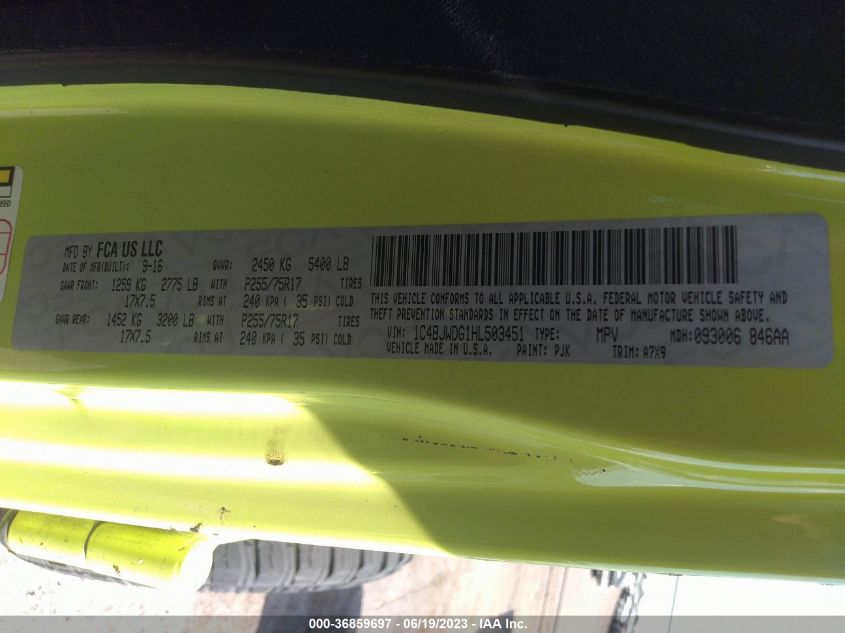 EED
MFD BY FCA US LLC
DATE OF MFR(BUILT): 9-16 GVWR: 2450 KG 5400 LB
GAWR FRONT: 1259 KG 2775 LB WITH P255/75R17 TIRES
17X7.5 RIMS AT 240 KPA ( 35 PSI) COLD
GAWR REAR: 1452 KG 3200 LB WITH P255/75R17 TIRES
17X7.5 RIMS AT 240 KPA ( 35 PSI) COLD
THIS VEHICLE CONFORMS TO ALL APPLICABLE U.S.A. FEDERAL MOTOR VEHICLE SAFETY AND
THEFT PREVENTION STANDARDS IN EFFECT ON THE DATE OF MANUFACTURE SHOWN ABOVE.
VIN: 1C4BJWDG1HL503451 TYPE: MPV MDH: 093006 846AA
VEHICLE MADE IN U.S.A. PAINT: PJK TRIM: A7X9
000-36859697 - 06/19/2023 - IAA Inc.